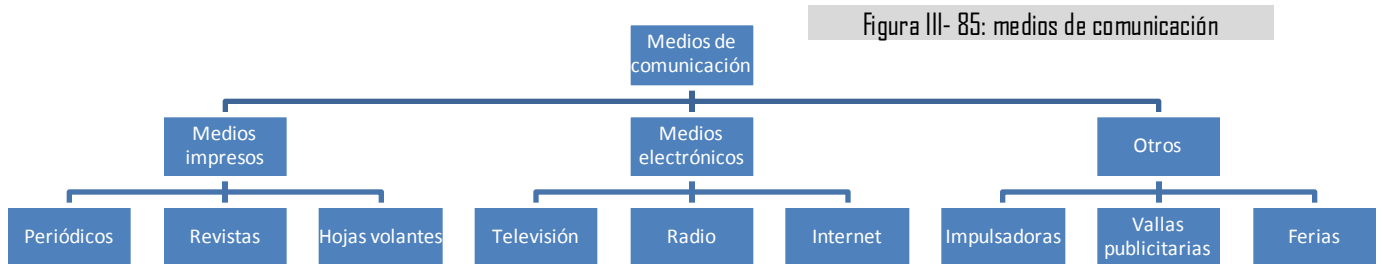 Figura III- 85: medios de comunicación
Medios de
comunicación
Medios
impresos
Medios
electrónicos
Otros
Periódicos
Revistas
Hojas volantes
Televisión
Radio
Internet
Impulsadoras
Vallas
publicitarias
Ferias